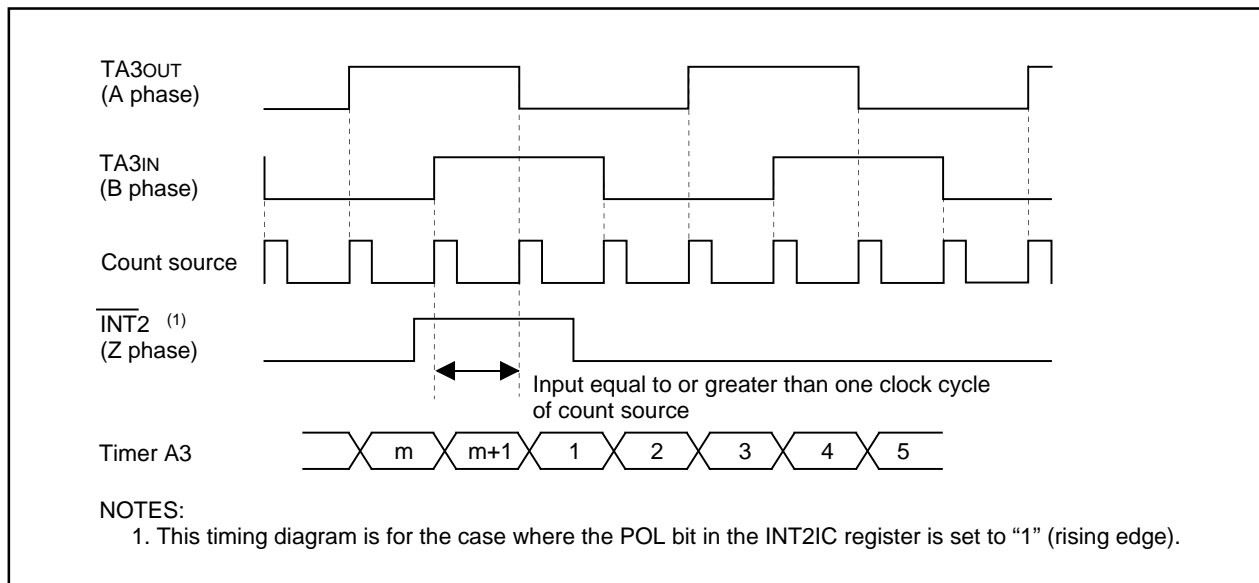 TA3OUT
(A phase)
TA3IN
(B phase)
Count source
INT2 (1)
(Z phase)
Input equal to or greater than one clock cycle
of count source
Timer A3 m m+1 1 2 3 4 5
NOTES:
1. This timing diagram is for the case where the POL bit in the INT2IC register is set to “1” (rising edge).